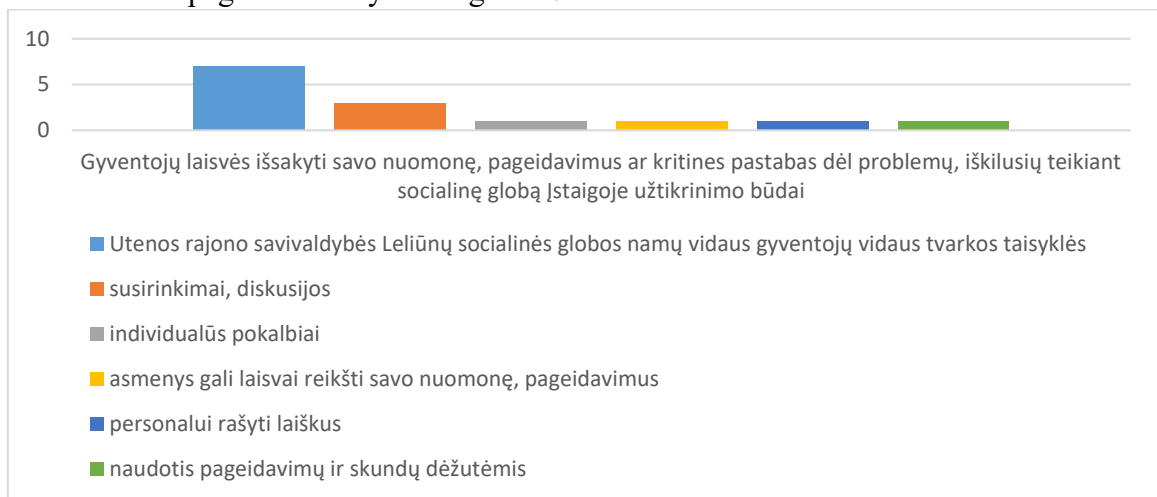 10
5
0
Gyventojų laisvės išsakyti savo nuomonę, pageidavimus ar kritines pastabas dėl problemų, iškilusių teikiant
socialinę globą Įstaigoje užtikrinimo būdai
Utenos rajono savivaldybės Leliūnų socialinės globos namų vidaus gyventojų vidaus tvarkos taisyklės
susirinkimai, diskusijos
individualūs pokalbiai
asmenys gali laisvai reikšti savo nuomonę, pageidavimus
personalui rašyti laiškus
naudotis pageidavimų ir skundų dėžutėmis